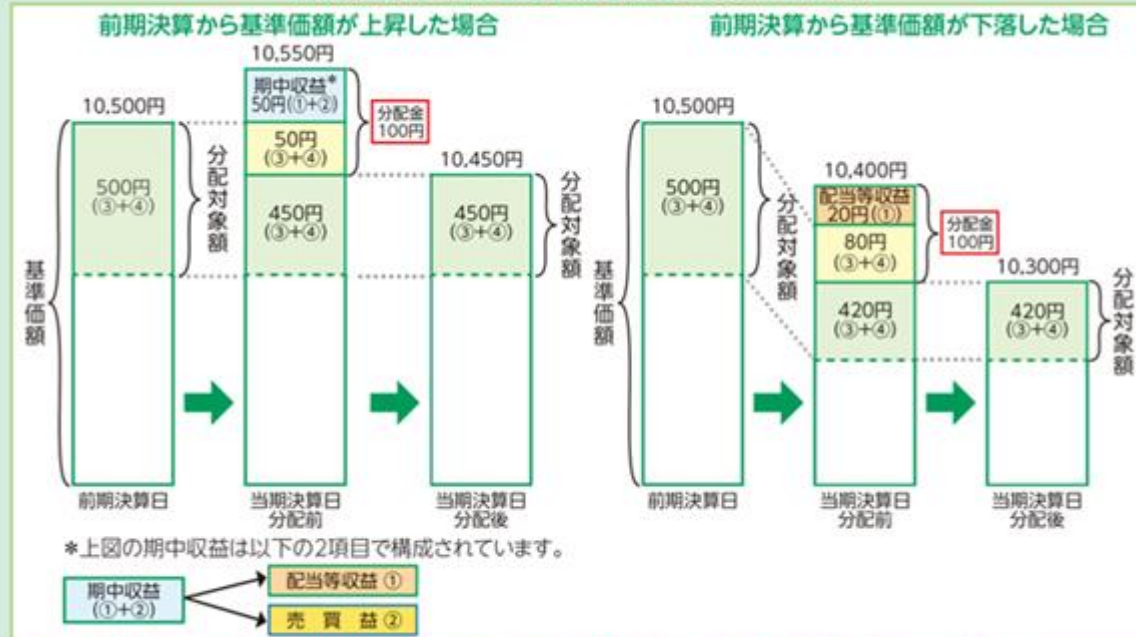 前期決算から基準価額が上昇した場合
10,500円
500円
(③+④)
分配対象額
基準価額
前期決算日
10,550円
期中収益*
50円(①+②)
50円
(③+④)
450円
(③+④)
分配金
100円
当期決算日
分配前
10,450円
450円
(③+④)
分配対象額
当期決算日
分配後
前期決算から基準価額が下落した場合
10,500円
500円
(③+④)
分配対象額
基準価額
前期決算日
10,400円
配当等収益
20円(①)
80円
(③+④)
420円
(③+④)
分配金
100円
当期決算日
分配前
10,300円
420円
(③+④)
分配対象額
当期決算日
分配後
*上図の期中収益は以下の2項目で構成されています。
期中収益
(①+②)
配当等収益 ①
売 買 益 ②